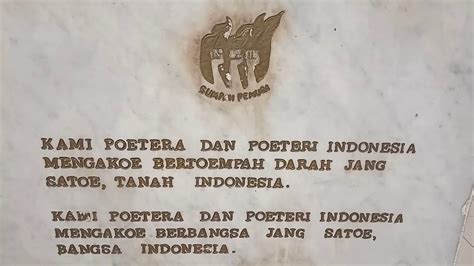 SUMPAH PEMUDA
KAMI POETERA DAN POETERI INDONESIA
MENGAKOE BERTOEMPAH DARAH JANG
SATOE, TANAH INDONESIA.
KAMI POETERA DAN POETERI INDONESIA
MENGAKOE BERBANGSA JANG SATOE,
BANGSA INDONESIA.